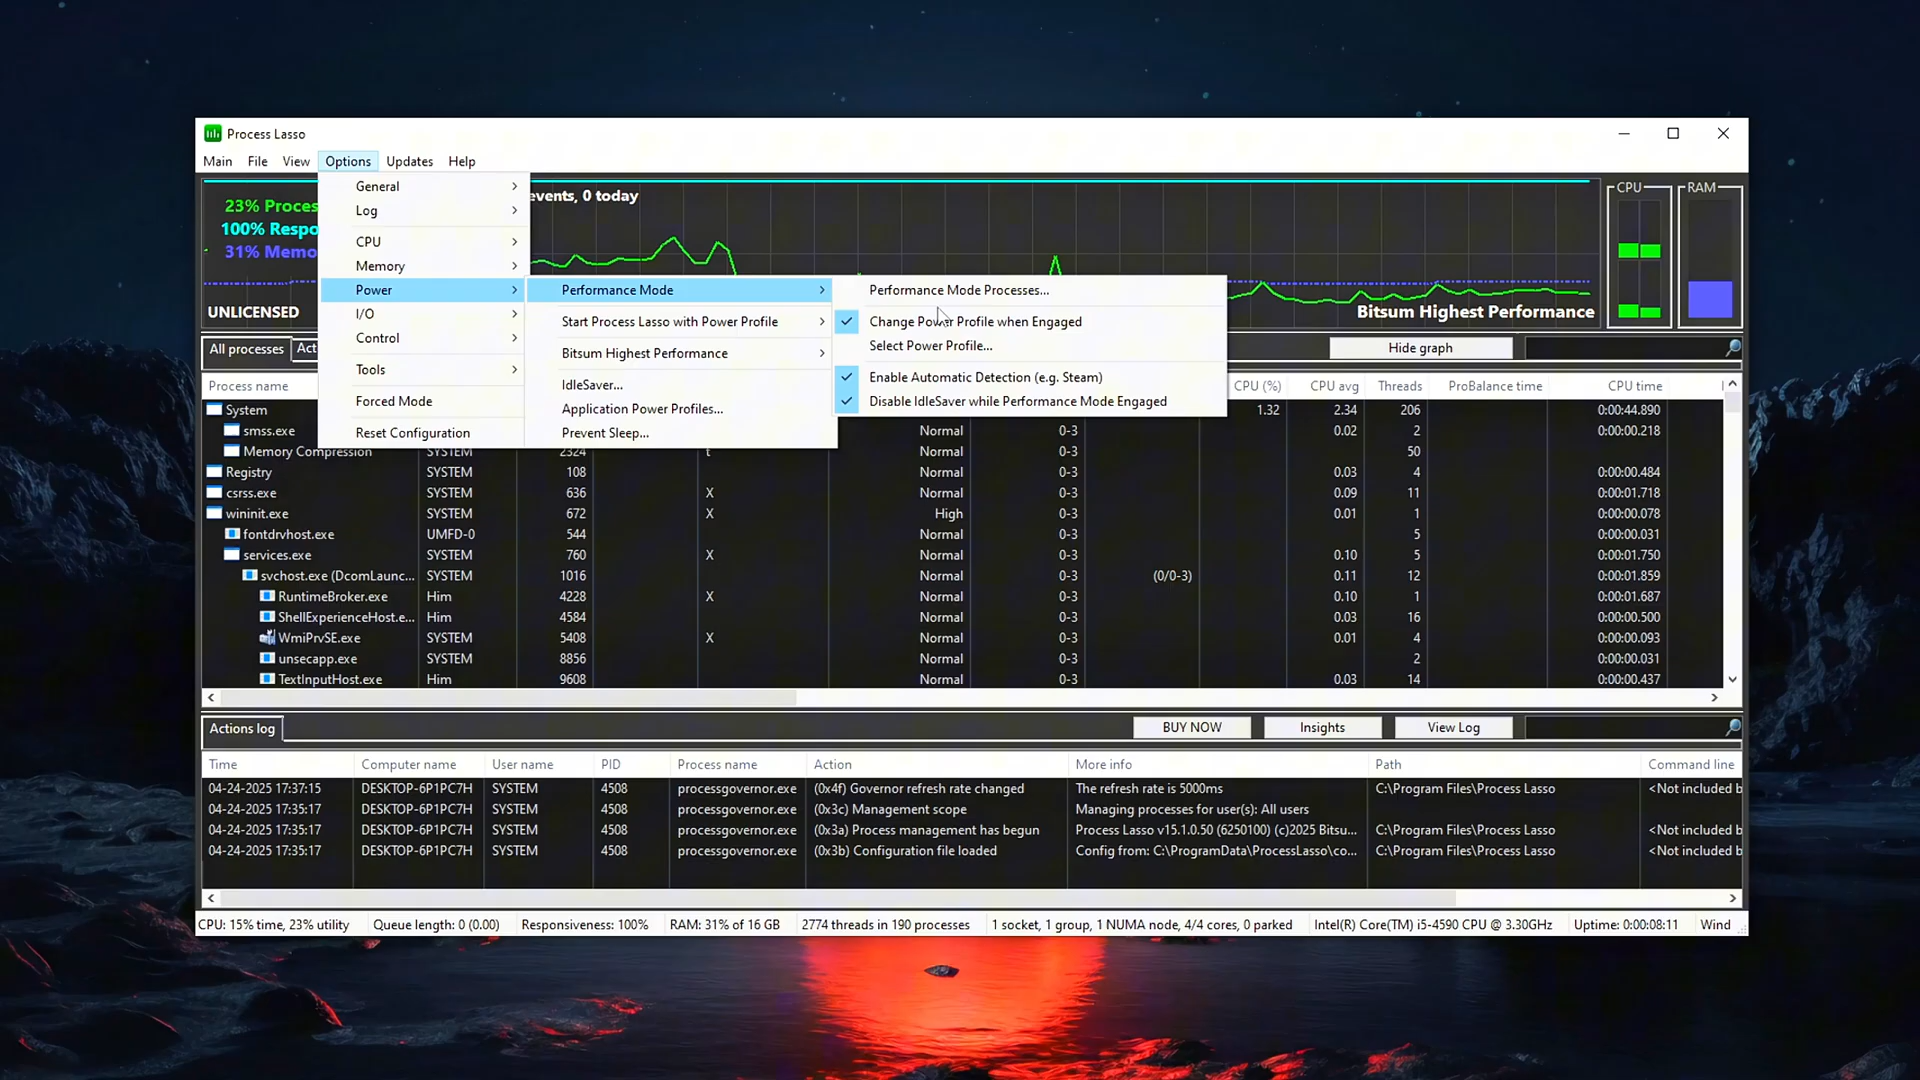 Process Lasso
Main File View Options Updates Help
23% Proces
100% Respo
31% Memo
UNLICENSED
events, 0 today
Bitsum Highest Performance
CPU
RAM
General
Log
CPU
Memory
Power
I/O
Control
Tools
Forced Mode
Reset Configuration
Performance Mode
Start Process Lasso with Power Profile
Bitsum Highest Performance
IdleSaver...
Application Power Profiles...
Prevent Sleep...
Performance Mode Processes...
Change Power Profile when Engaged
Select Power Profile...
Enable Automatic Detection (e.g. Steam)
Disable IdleSaver while Performance Mode Engaged
All processes Act
Hide graph
Process name CPU (%) CPU avg Threads ProBalance time CPU time
System 1.32 2.34 206 0:00:44.890
smss.exe Normal 0-3 0.02 2 0:00:00.218
Memory Compression SYSTEM 2324 t Normal 0-3 50
Registry SYSTEM 108 Normal 0-3 0.03 4 0:00:00.484
csrss.exe SYSTEM 636 X Normal 0-3 0.09 11 0:00:01.718
wininit.exe SYSTEM 672 X High 0-3 0.01 1 0:00:00.078
fontdrvhost.exe UMFD-0 544 Normal 0-3 5 0:00:00.031
services.exe SYSTEM 760 X Normal 0-3 0.10 5 0:00:01.750
svchost.exe (DcomLaunc... SYSTEM 1016 Normal 0-3 (0/0-3) 0.11 12 0:00:01.859
RuntimeBroker.exe Him 4228 X Normal 0-3 0.10 1 0:00:01.687
ShellExperienceHost.e... Him 4584 Normal 0-3 0.03 16 0:00:00.500
WmiPrvSE.exe SYSTEM 5408 X Normal 0-3 0.01 4 0:00:00.093
unsecapp.exe SYSTEM 8856 Normal 0-3 2 0:00:00.031
TextInputHost.exe Him 9608 Normal 0-3 0.03 14 0:00:00.437
Actions log BUY NOW Insights View Log
Time Computer name User name PID Process name Action More info Path Command line
04-24-2025 17:37:15 DESKTOP-6P1PC7H SYSTEM 4508 processgovernor.exe (0x4f) Governor refresh rate changed The refresh rate is 5000ms C:\Program Files\Process Lasso <Not included b
04-24-2025 17:35:17 DESKTOP-6P1PC7H SYSTEM 4508 processgovernor.exe (0x3c) Management scope Managing processes for user(s): All users
04-24-2025 17:35:17 DESKTOP-6P1PC7H SYSTEM 4508 processgovernor.exe (0x3a) Process management has begun Process Lasso v15.1.0.50 (6250100) (c)2025 Bitsu... C:\Program Files\Process Lasso <Not included b
04-24-2025 17:35:17 DESKTOP-6P1PC7H SYSTEM 4508 processgovernor.exe (0x3b) Configuration file loaded Config from: C:\ProgramData\ProcessLasso\co... C:\Program Files\Process Lasso <Not included b
CPU: 15% time, 23% utility Queue length: 0 (0.00) Responsiveness: 100% RAM: 31% of 16 GB 2774 threads in 190 processes 1 socket, 1 group, 1 NUMA node, 4/4 cores, 0 parked Intel(R) Core(TM) i5-4590 CPU @ 3.30GHz Uptime: 0:00:08:11 Wind